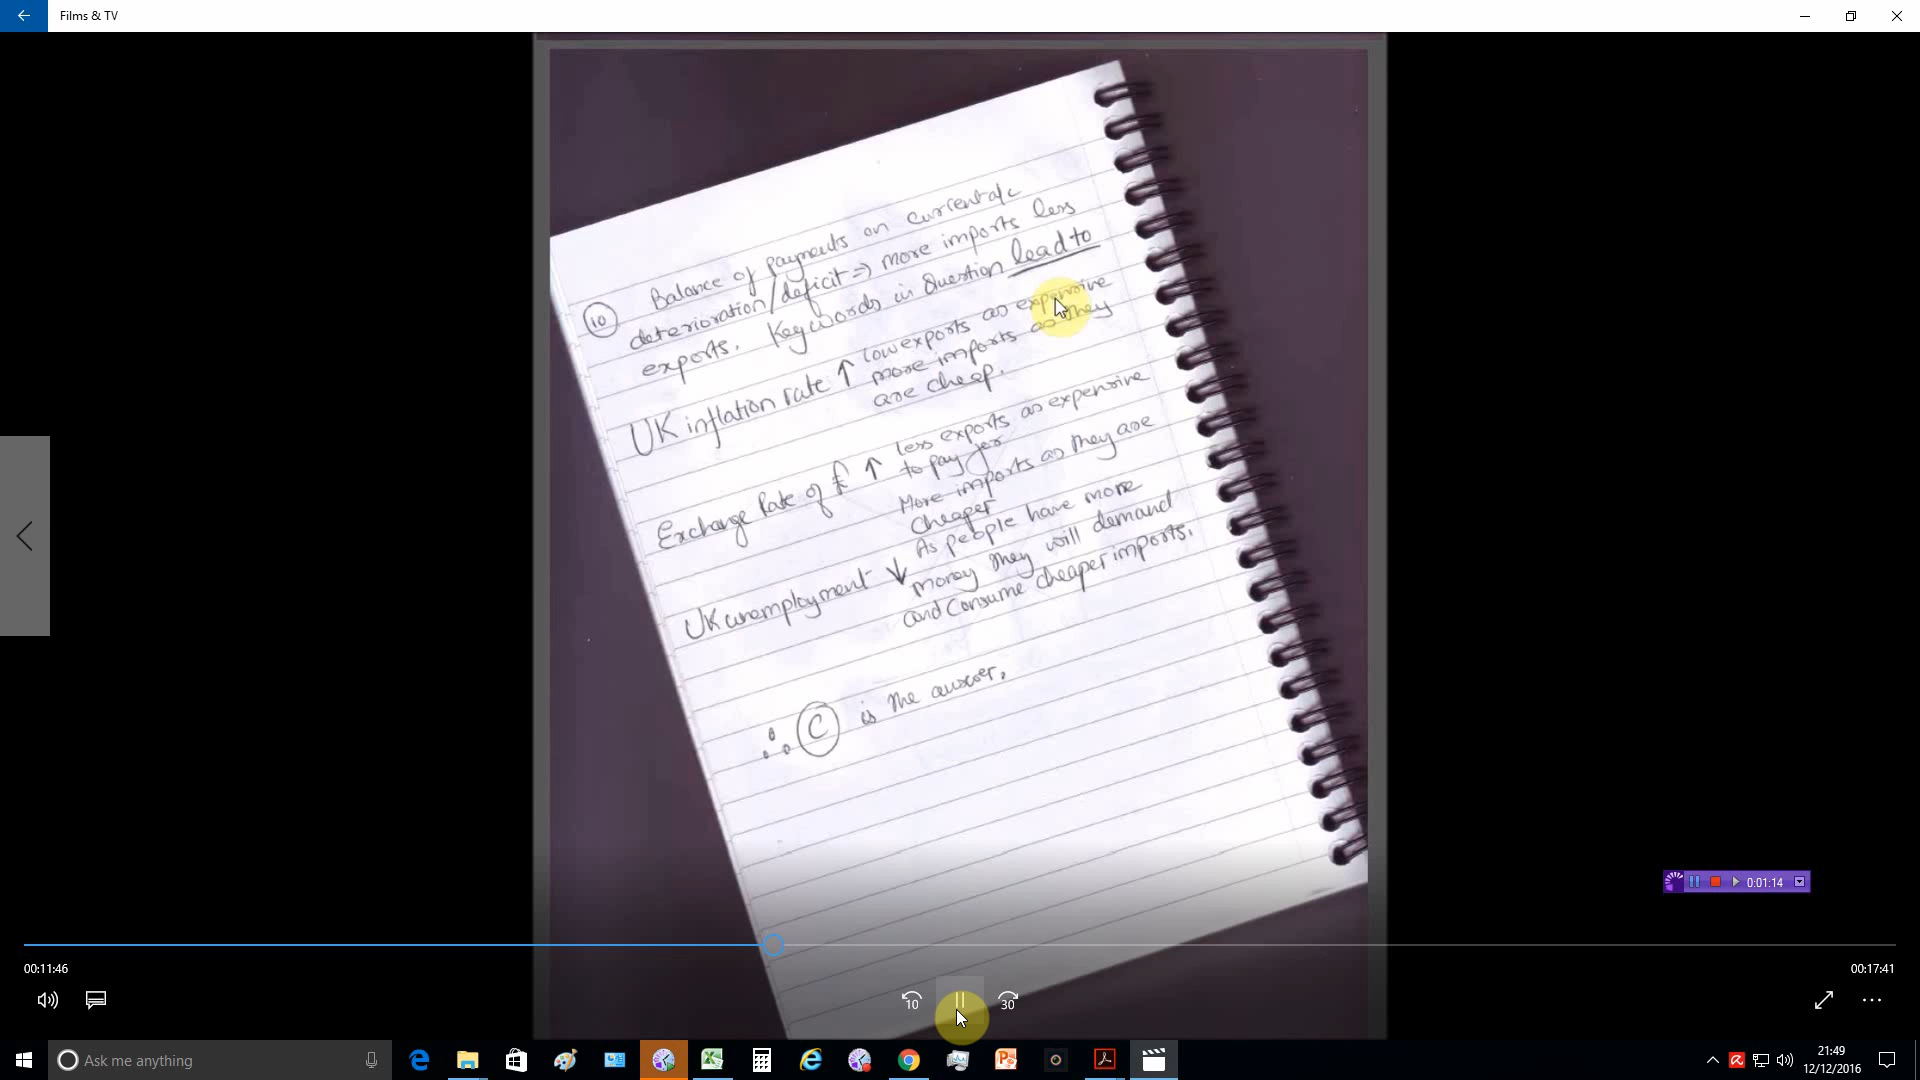 Films & TV
Balance of payments on current a/c
10 deterioration/deficit => more imports less
exports. Keywords in Question lead to
UK inflation rate ↑ low exports as expensive
more imports as they
are cheap.
Exchange Rate of £ ↑ less exports as expensive
to pay for
More imports as they are
cheaper
UK unemployment ↓ As people have more
money they will demand
and consume cheaper imports.
∴ C is the answer.
0:01:14
00:11:46
00:17:41
10
30
Ask me anything
21:49
12/12/2016